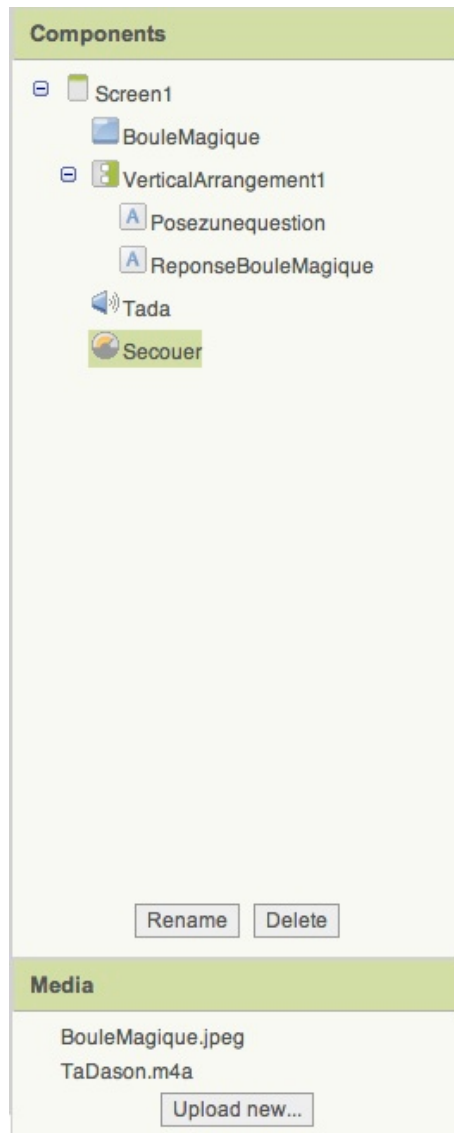 Components
Screen1
BouleMagique
VerticalArrangement1
A Posezunequestion
A ReponseBouleMagique
Tada
Secouer
Rename Delete
Media
BouleMagique.jpeg
TaDason.m4a
Upload new...